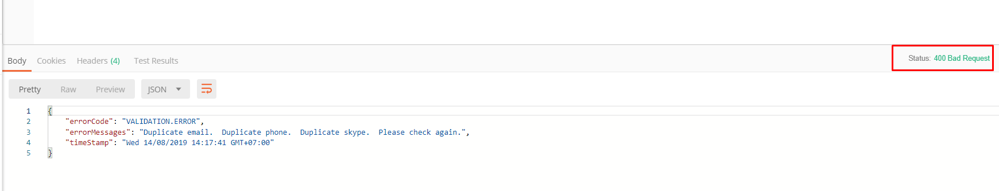 Body Cookies Headers (4) Test Results Status: 400 Bad Request
Pretty Raw Preview JSON
1 {
2 "errorCode": "VALIDATION.ERROR",
3 "errorMessages": "Duplicate email.  Duplicate phone.  Duplicate skype.  Please check again.",
4 "timeStamp": "Wed 14/08/2019 14:17:41 GMT+07:00"
5 }